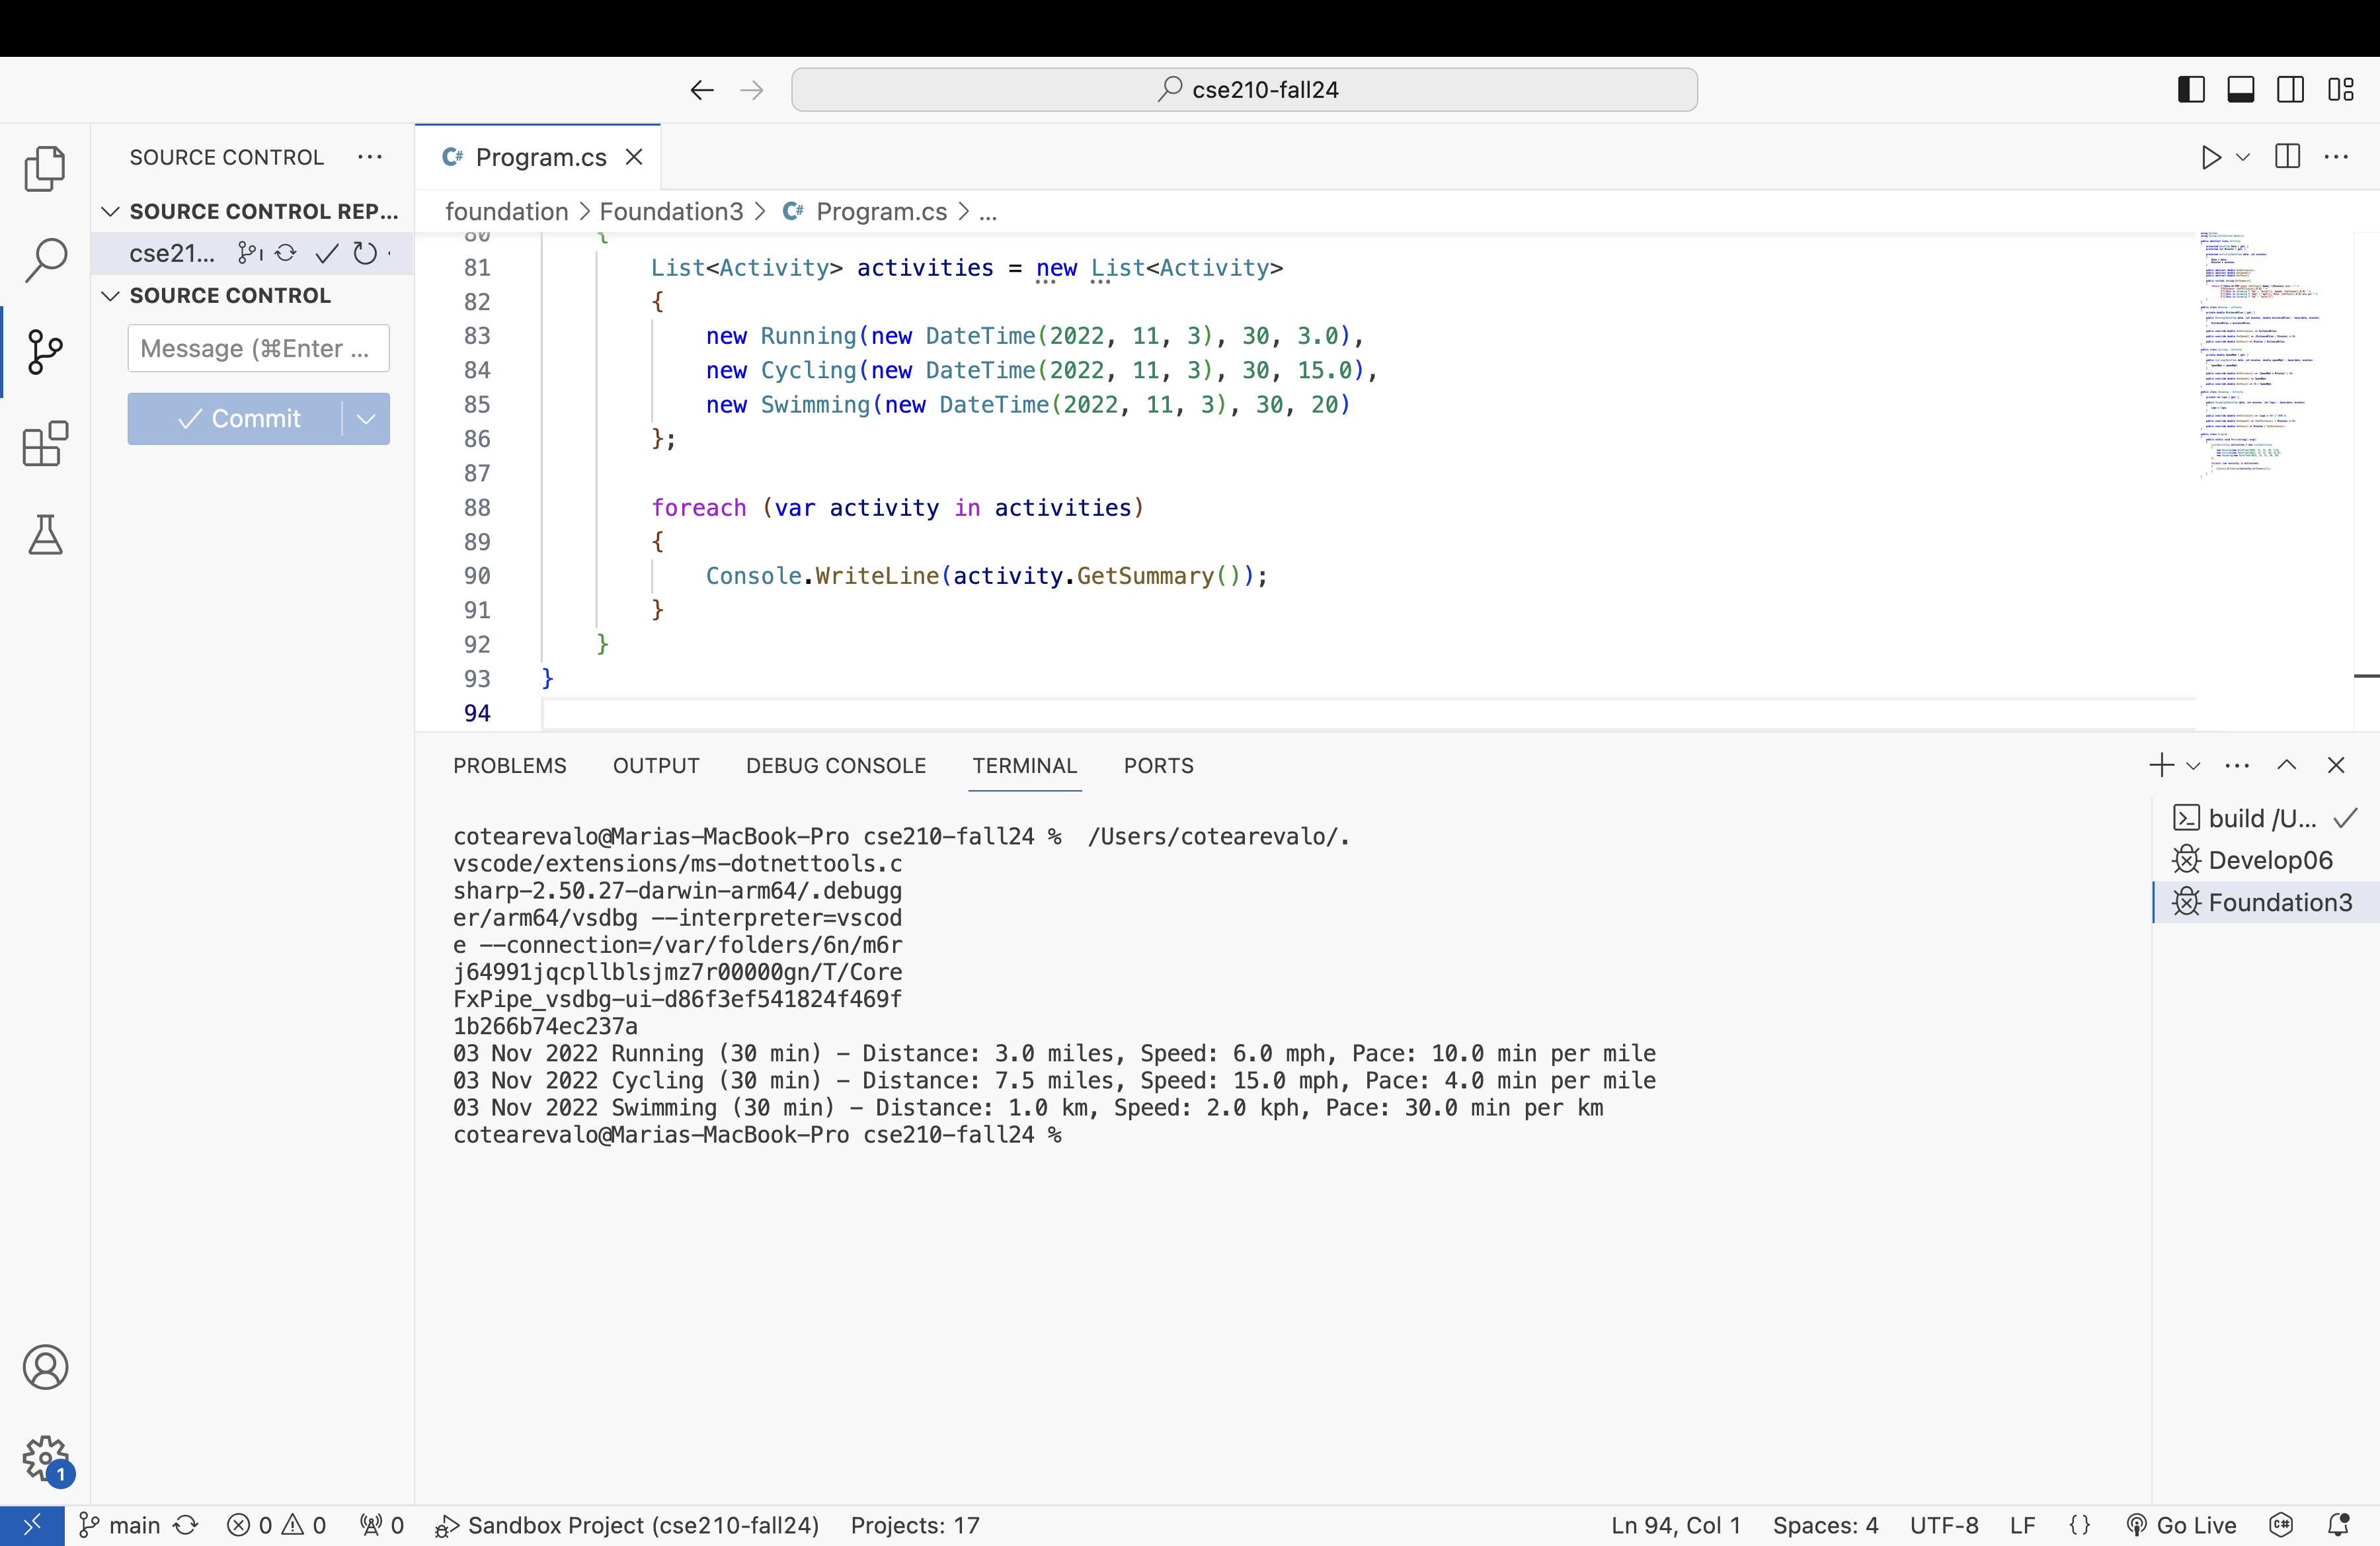 cse210-fall24
SOURCE CONTROL
SOURCE CONTROL REP...
cse21...
SOURCE CONTROL
Message (⌘Enter ...
Commit
Program.cs
foundation > Foundation3 > Program.cs > ...
80 {
81 List<Activity> activities = new List<Activity>
82 {
83 new Running(new DateTime(2022, 11, 3), 30, 3.0),
84 new Cycling(new DateTime(2022, 11, 3), 30, 15.0),
85 new Swimming(new DateTime(2022, 11, 3), 30, 20)
86 };
87
88 foreach (var activity in activities)
89 {
90 Console.WriteLine(activity.GetSummary());
91 }
92 }
93 }
94
PROBLEMS OUTPUT DEBUG CONSOLE TERMINAL PORTS
cotearevalo@Marias-MacBook-Pro cse210-fall24 %  /Users/cotearevalo/.
vscode/extensions/ms-dotnettools.c
sharp-2.50.27-darwin-arm64/.debugg
er/arm64/vsdbg --interpreter=vscod
e --connection=/var/folders/6n/m6r
j64991jqcpllblsjmz7r00000gn/T/Core
FxPipe_vsdbg-ui-d86f3ef541824f469f
1b266b74ec237a
03 Nov 2022 Running (30 min) - Distance: 3.0 miles, Speed: 6.0 mph, Pace: 10.0 min per mile
03 Nov 2022 Cycling (30 min) - Distance: 7.5 miles, Speed: 15.0 mph, Pace: 4.0 min per mile
03 Nov 2022 Swimming (30 min) - Distance: 1.0 km, Speed: 2.0 kph, Pace: 30.0 min per km
cotearevalo@Marias-MacBook-Pro cse210-fall24 %
build /U...
Develop06
Foundation3
1
main 0 0 0 Sandbox Project (cse210-fall24) Projects: 17 Ln 94, Col 1 Spaces: 4 UTF-8 LF {} Go Live